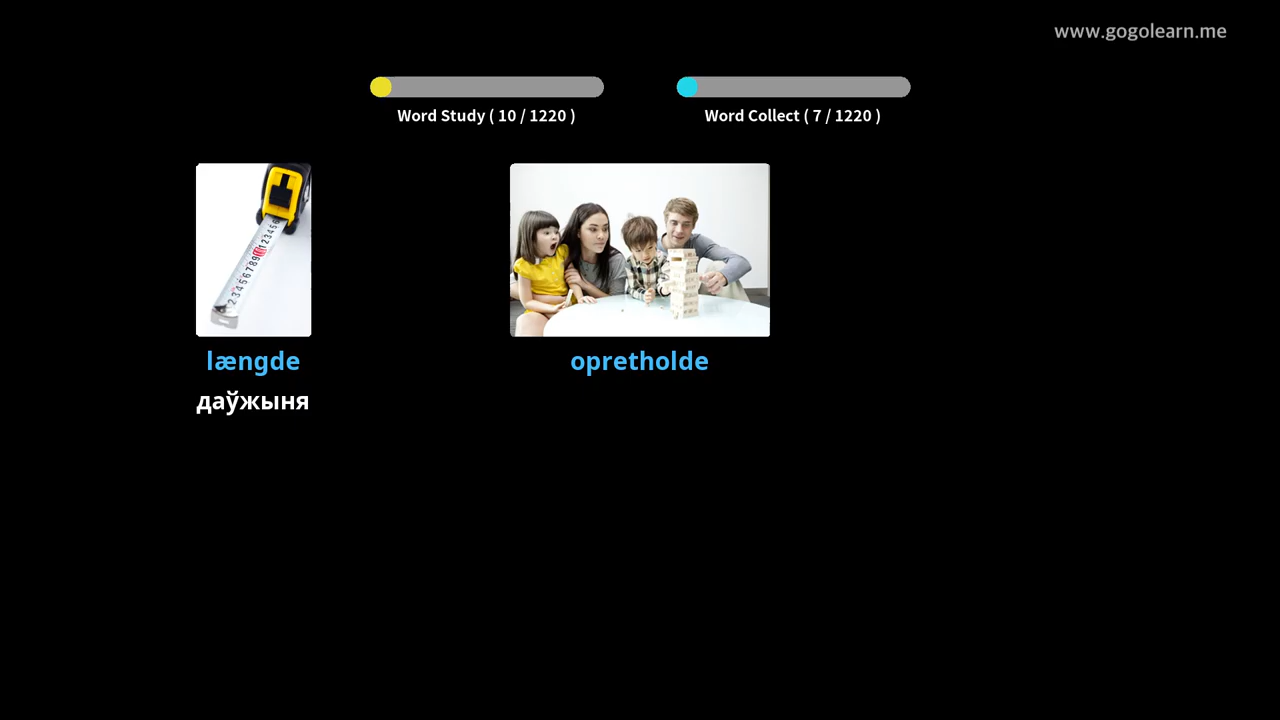 www.gogolearn.me
Word Study ( 10 / 1220 )
Word Collect ( 7 / 1220 )
længde
opretholde
даўжыня